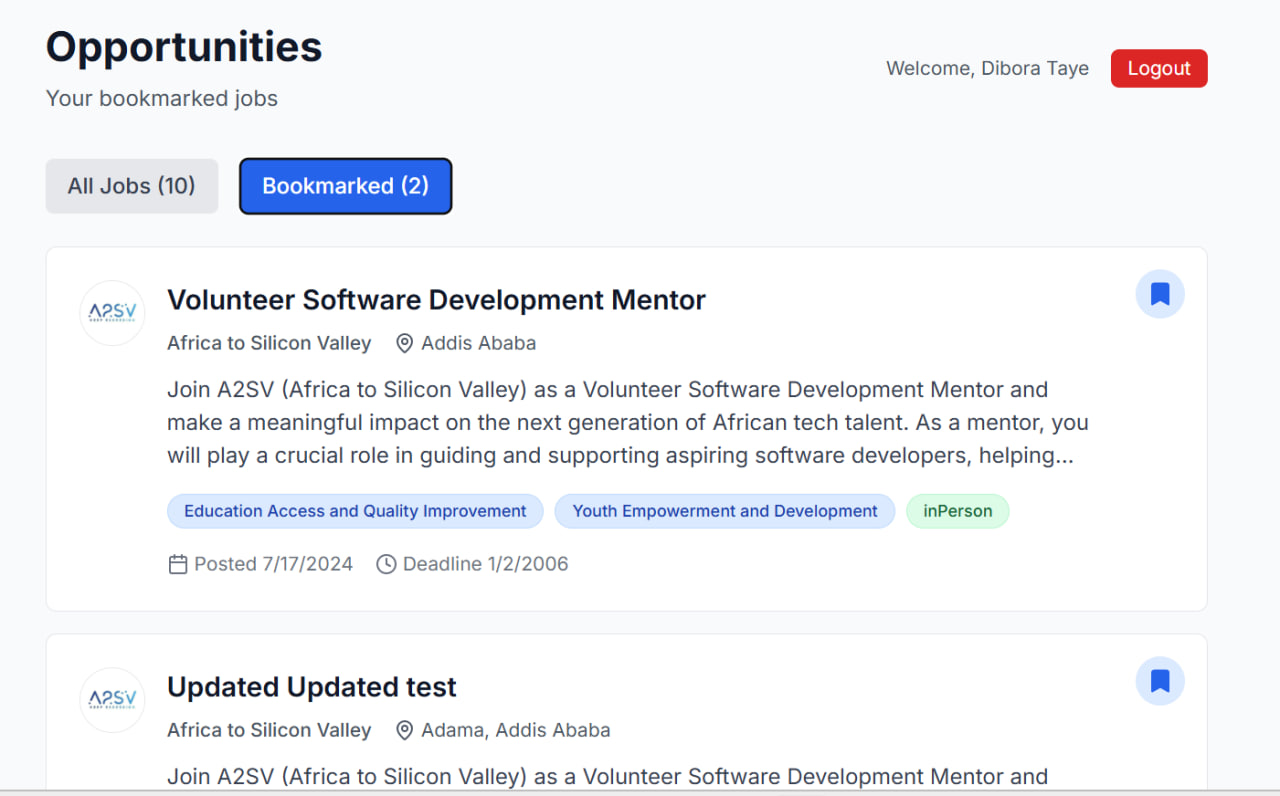 Opportunities
Your bookmarked jobs
Welcome, Dibora Taye
Logout
All Jobs (10)
Bookmarked (2)
A2SV
Volunteer Software Development Mentor
Africa to Silicon Valley
Addis Ababa
Join A2SV (Africa to Silicon Valley) as a Volunteer Software Development Mentor and
make a meaningful impact on the next generation of African tech talent. As a mentor, you
will play a crucial role in guiding and supporting aspiring software developers, helping...
Education Access and Quality Improvement
Youth Empowerment and Development
inPerson
Posted 7/17/2024
Deadline 1/2/2006
A2SV
Updated Updated test
Africa to Silicon Valley
Adama, Addis Ababa
Join A2SV (Africa to Silicon Valley) as a Volunteer Software Development Mentor and